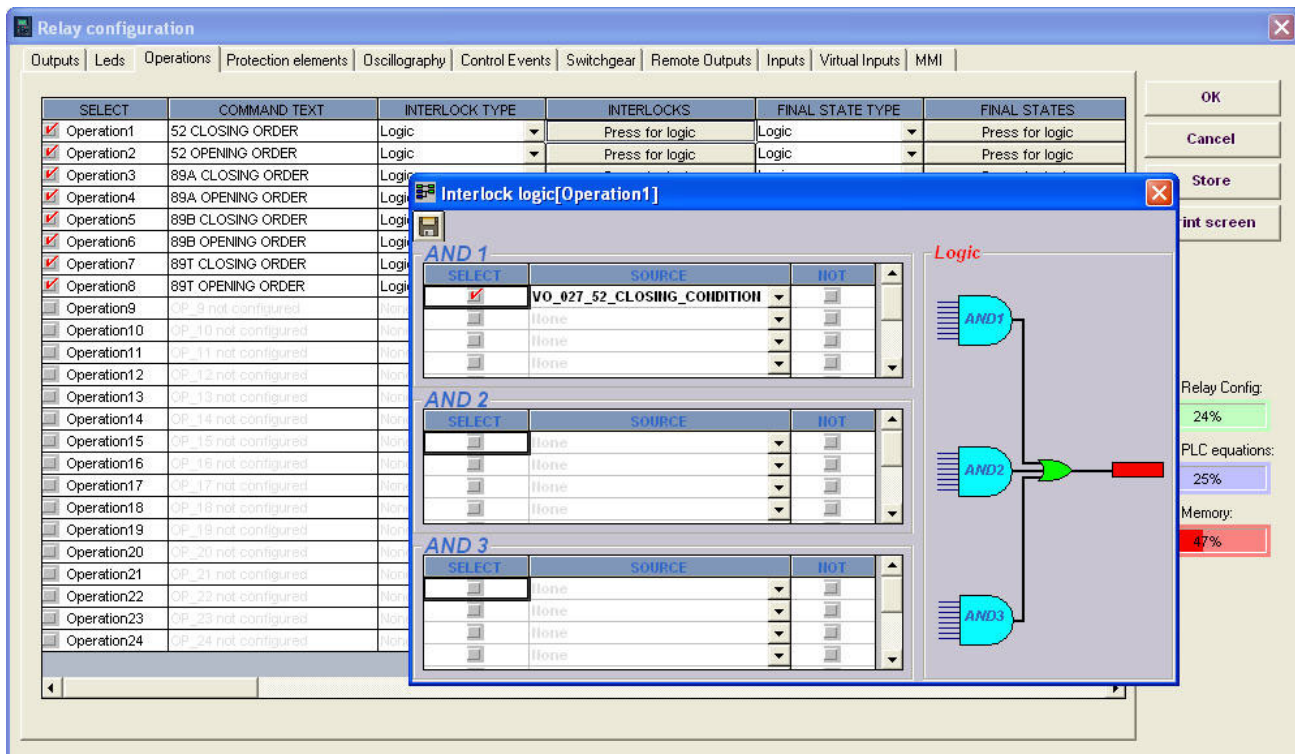 Relay configuration
Outputs Leds Operations Protection elements Oscillography Control Events Switchgear Remote Outputs Inputs Virtual Inputs MMI
SELECT COMMAND TEXT INTERLOCK TYPE INTERLOCKS FINAL STATE TYPE FINAL STATES
Operation1 52 CLOSING ORDER Logic Press for logic Logic Press for logic
Operation2 52 OPENING ORDER Logic Press for logic Logic Press for logic
Operation3 89A CLOSING ORDER
Operation4 89A OPENING ORDER
Operation5 89B CLOSING ORDER
Operation6 89B OPENING ORDER
Operation7 89T CLOSING ORDER
Operation8 89T OPENING ORDER
Operation9 OP_9 not configured
Operation10 OP_10 not configured
Operation11 OP_11 not configured
Operation12 OP_12 not configured
Operation13 OP_13 not configured
Operation14 OP_14 not configured
Operation15 OP_15 not configured
Operation16 OP_16 not configured
Operation17 OP_17 not configured
Operation18 OP_18 not configured
Operation19 OP_19 not configured
Operation20 OP_20 not configured
Operation21 OP_21 not configured
Operation22 OP_22 not configured
Operation23 OP_23 not configured
Operation24 OP_24 not configured
OK
Cancel
Store
int screen
Relay Config:
24%
PLC equations:
25%
Memory:
47%
Interlock logic[Operation1]
AND 1
SELECT SOURCE NOT
VO_027_52_CLOSING_CONDITION
None
None
None
AND 2
SELECT SOURCE NOT
None
None
None
None
AND 3
SELECT SOURCE NOT
None
None
None
None
Logic
AND1
AND2
AND3